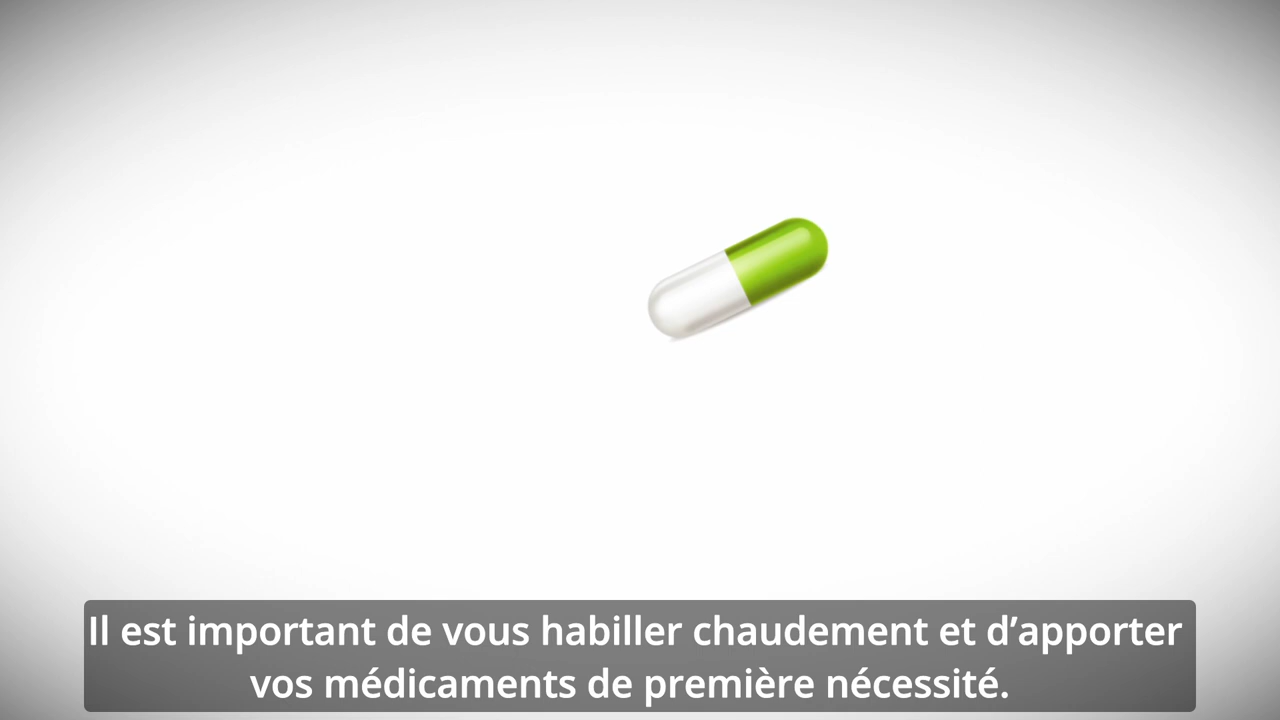 Il est important de vous habiller chaudement et d’apporter
vos médicaments de première nécessité.